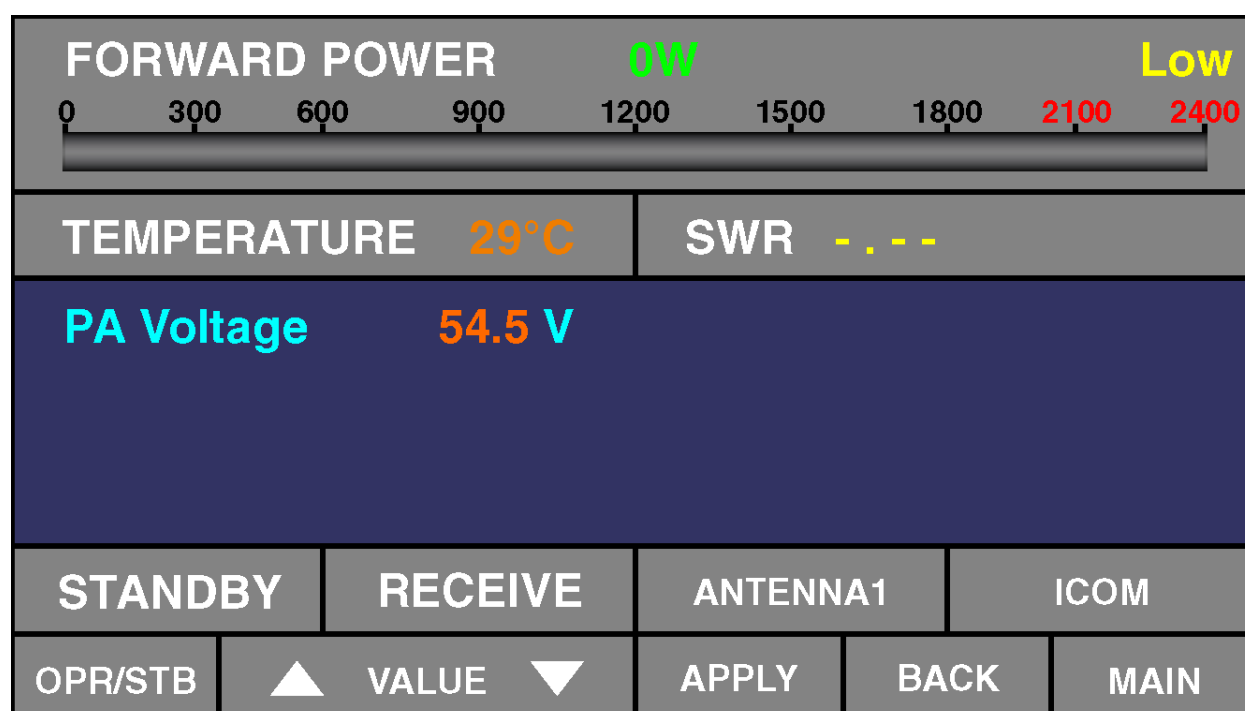 FORWARD POWER 0W Low
0 300 600 900 1200 1500 1800 2100 2400
TEMPERATURE 29°C SWR -.--
PA Voltage 54.5 V
STANDBY RECEIVE ANTENNA1 ICOM
OPR/STB ▲ VALUE ▼ APPLY BACK MAIN